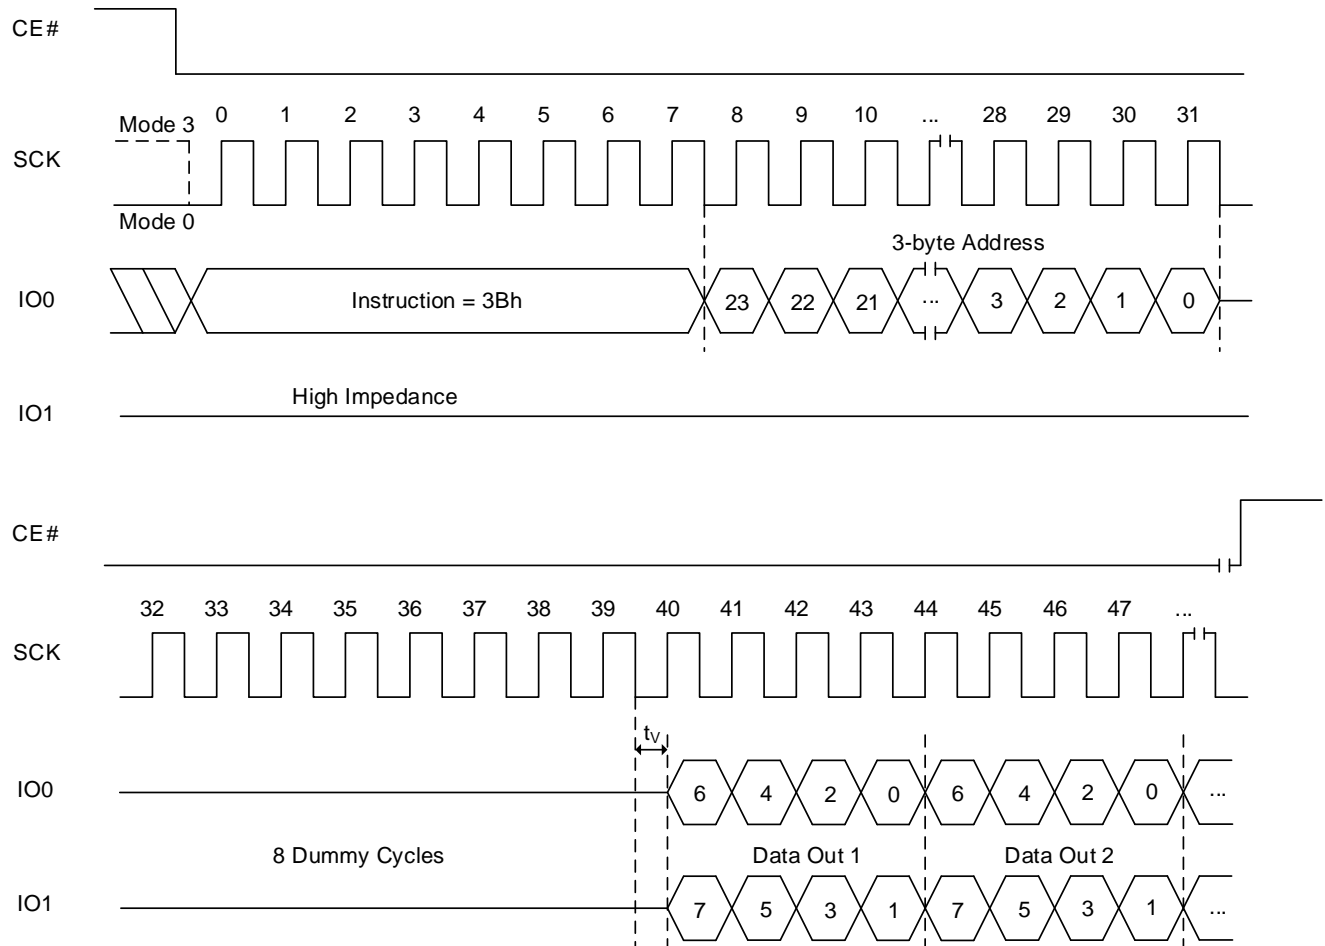 CE#
0 1 2 3 4 5 6 7 8 9 10 ... 28 29 30 31
Mode 3
SCK
Mode 0
3-byte Address
IO0 Instruction = 3Bh 23 22 21 ... 3 2 1 0
High Impedance
IO1
CE#
32 33 34 35 36 37 38 39 40 41 42 43 44 45 46 47 ...
SCK
tV
IO0 6 4 2 0 6 4 2 0 ...
8 Dummy Cycles Data Out 1 Data Out 2
IO1 7 5 3 1 7 5 3 1 ...